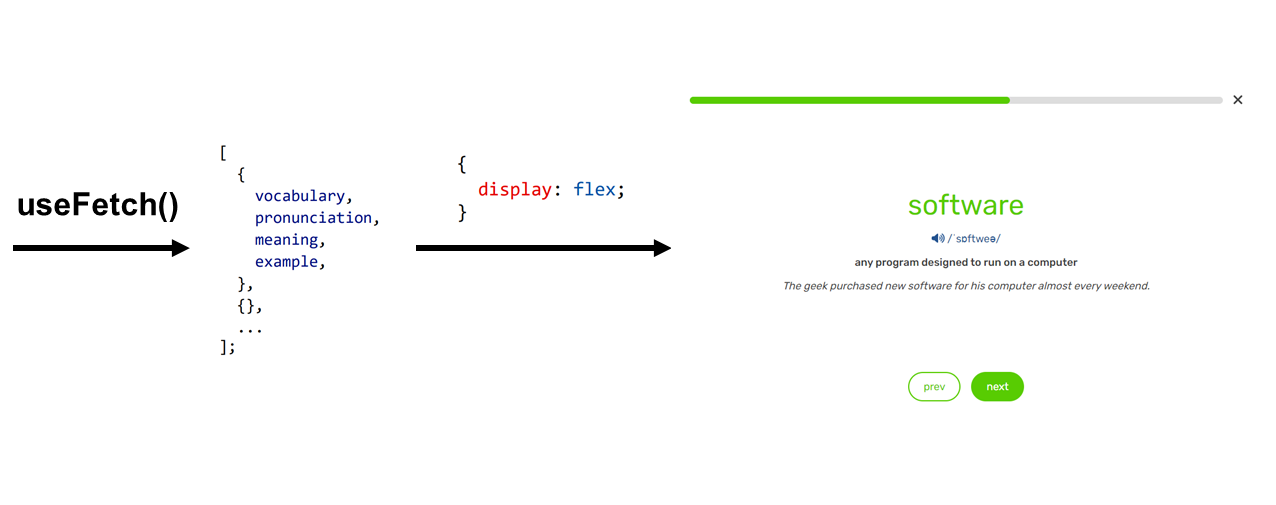 useFetch()
[
{
vocabulary,
pronunciation,
meaning,
example,
},
{},
...
];
{
display: flex;
}
×
software
/ˈsɒftweə/
any program designed to run on a computer
The geek purchased new software for his computer almost every weekend.
prev
next